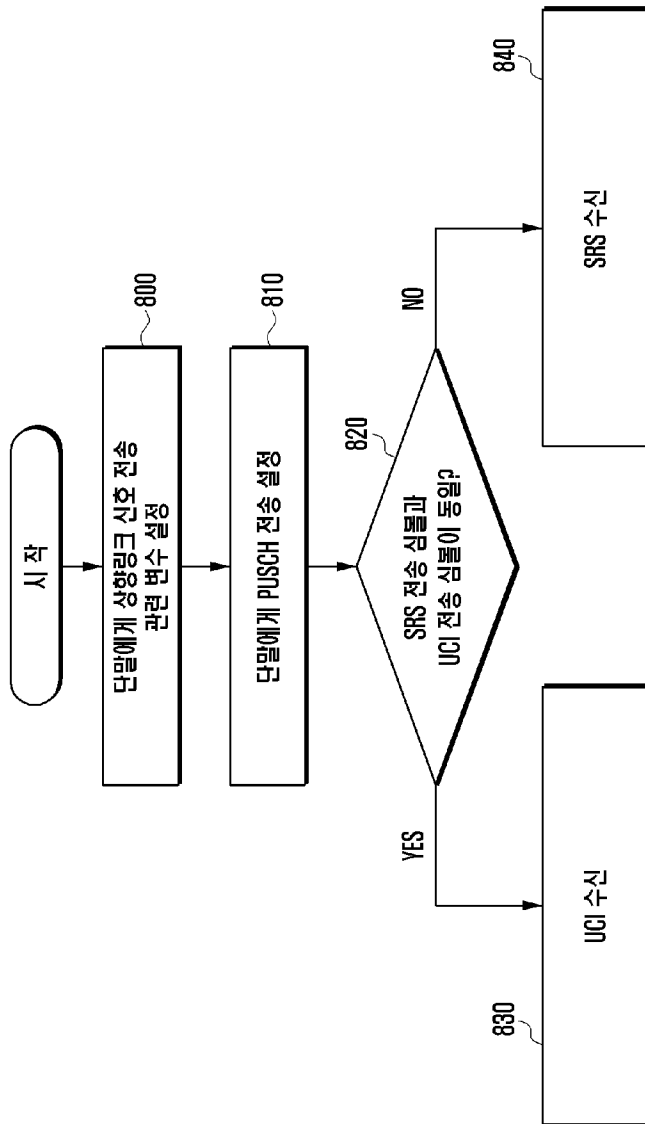 시 작
단말에게 상향링크 신호 전송
관련 변수 설정
800
단말에게 PUSCH 전송 설정
810
SRS 전송 심볼과
UCI 전송 심볼이 동일?
820
YES
NO
UCI 수신
830
SRS 수신
840